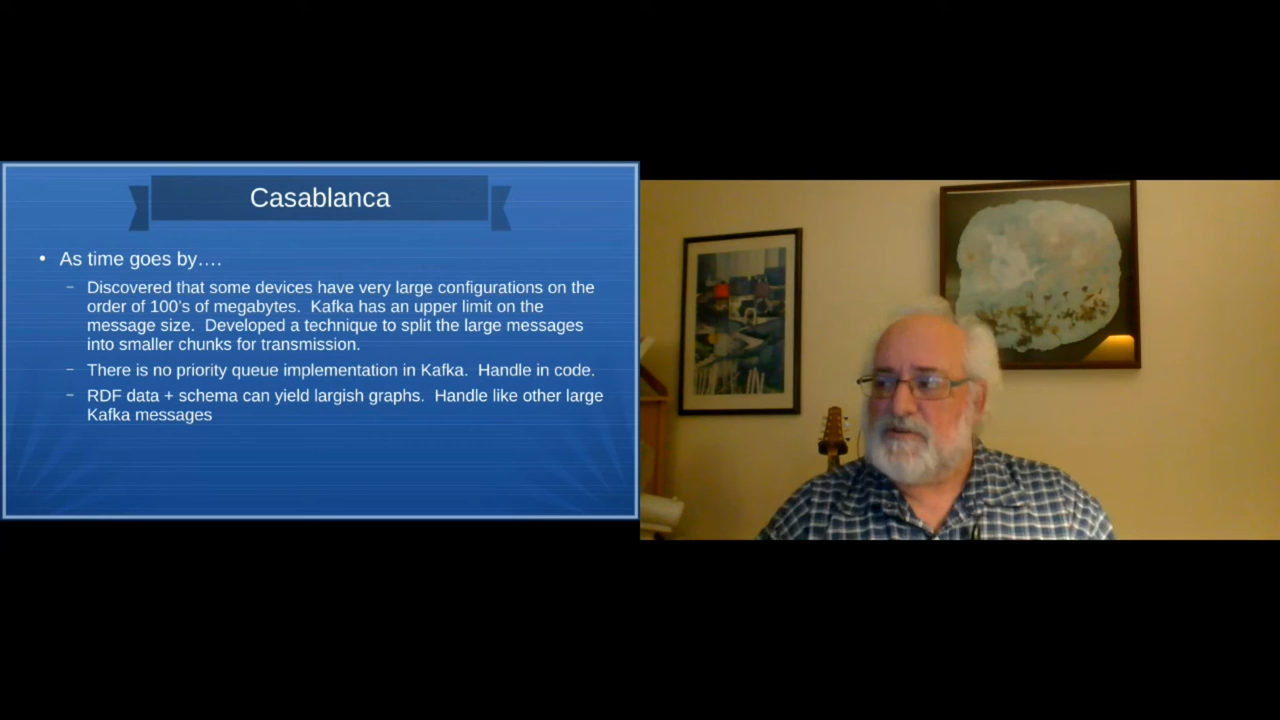 Casablanca
• As time goes by….
– Discovered that some devices have very large configurations on the
order of 100's of megabytes.  Kafka has an upper limit on the
message size.  Developed a technique to split the large messages
into smaller chunks for transmission.
– There is no priority queue implementation in Kafka.  Handle in code.
– RDF data + schema can yield largish graphs.  Handle like other large
Kafka messages